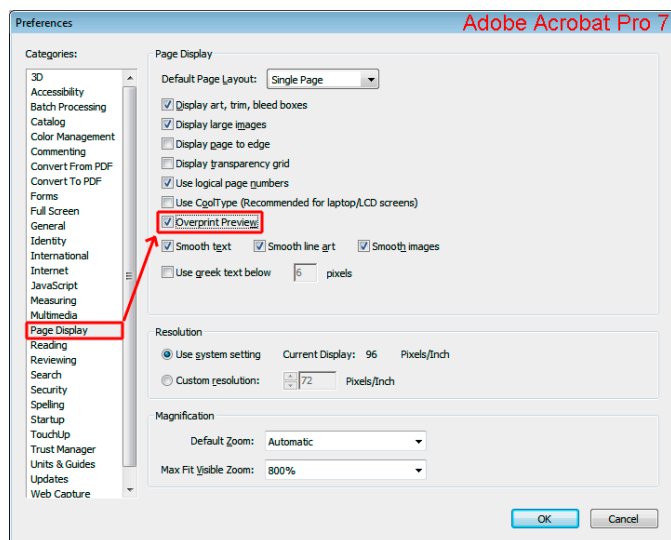 Preferences
Adobe Acrobat Pro 7
Categories:
3D
Accessibility
Batch Processing
Catalog
Color Management
Commenting
Convert From PDF
Convert To PDF
Forms
Full Screen
General
Identity
International
Internet
JavaScript
Measuring
Multimedia
Page Display
Reading
Reviewing
Search
Security
Spelling
Startup
TouchUp
Trust Manager
Units & Guides
Updates
Web Capture
Page Display
Default Page Layout: Single Page
Display art, trim, bleed boxes
Display large images
Display page to edge
Display transparency grid
Use logical page numbers
Use CoolType (Recommended for laptop/LCD screens)
Overprint Preview
Smooth text Smooth line art Smooth images
Use greek text below 6 pixels
Resolution
Use system setting Current Display: 96 Pixels/Inch
Custom resolution: 72 Pixels/Inch
Magnification
Default Zoom: Automatic
Max Fit Visible Zoom: 800%
OK Cancel